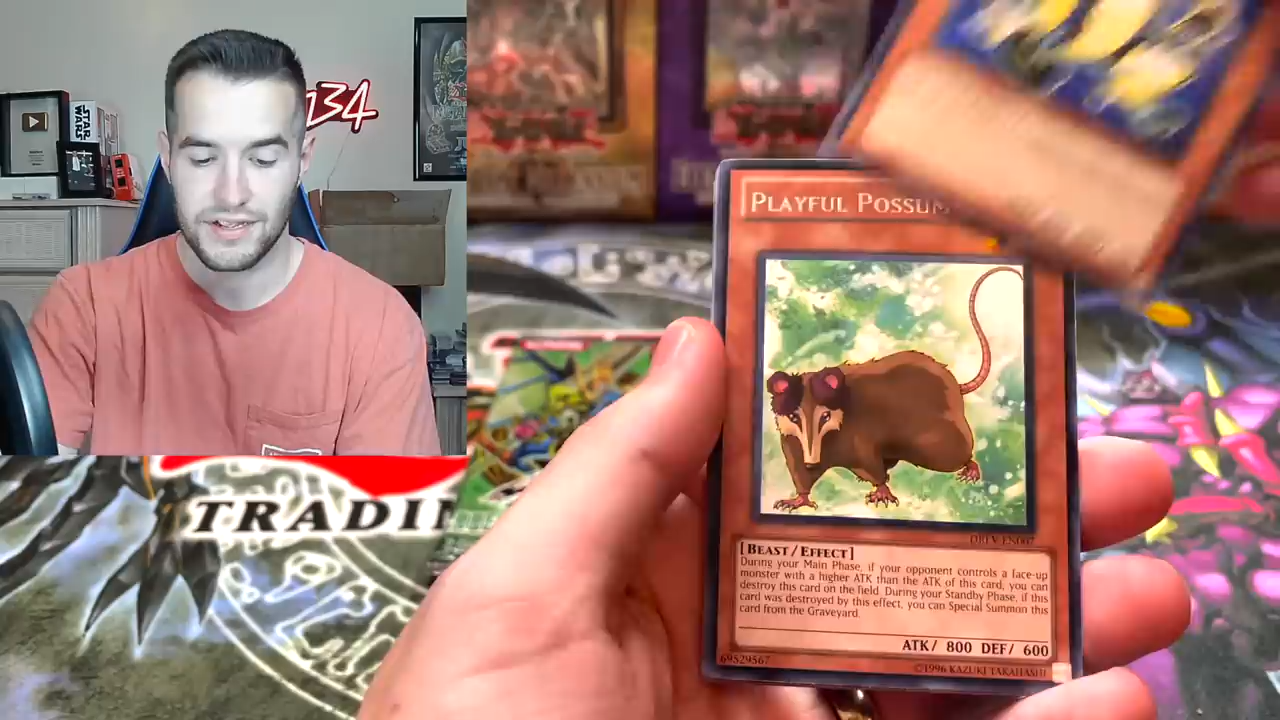 134
STAR
WARS
TRADI
PLAYFUL POSSUM
DREV-EN007
[BEAST/EFFECT]
During your Main Phase, if your opponent controls a face-up
monster with a higher ATK than the ATK of this card, you can
destroy this card on the field. During your Standby Phase, if this
card was destroyed by this effect, you can Special Summon this
card from the Graveyard.
ATK/ 800 DEF/ 600
69529567
©1996 KAZUKI TAKAHASHI